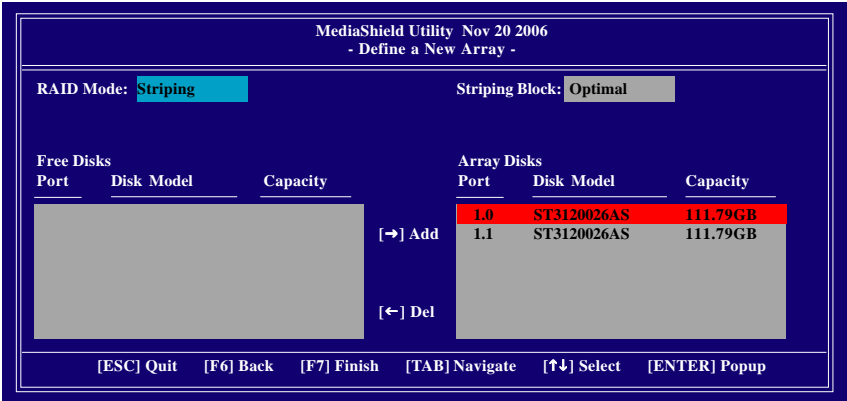 MediaShield Utility Nov 20 2006
- Define a New Array -
RAID Mode: Striping Striping Block: Optimal
Free Disks Array Disks
Port Disk Model Capacity Port Disk Model Capacity
1.0 ST3120026AS 111.79GB
[→] Add 1.1 ST3120026AS 111.79GB
[←] Del
[ESC] Quit [F6] Back [F7] Finish [TAB] Navigate [↑↓] Select [ENTER] Popup